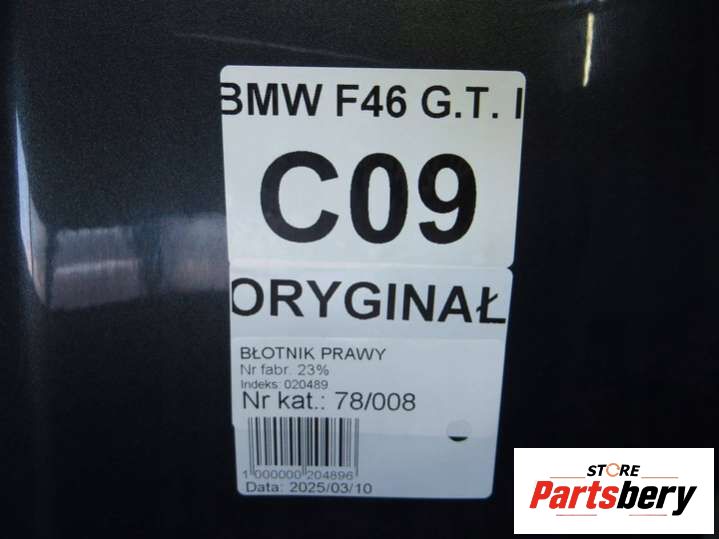 BMW F46 G.T. I
C09
ORYGINAŁ
BŁOTNIK PRAWY
Nr fabr. 23%
Indeks: 020489
Nr kat.: 78/008
1 000000 204896
Data: 2025/03/10
STORE
Partsbery